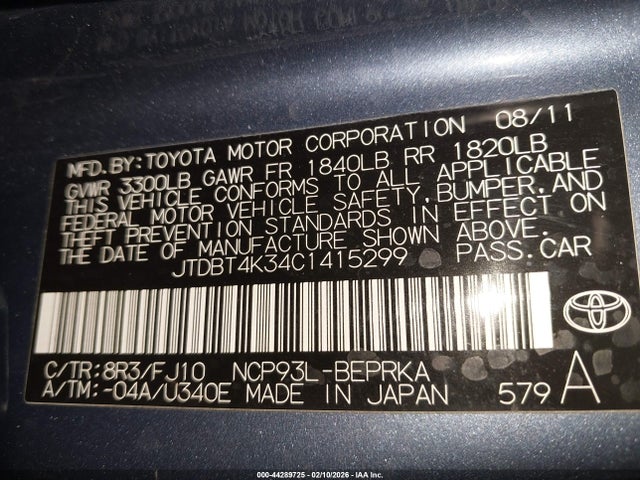 MFD.BY:TOYOTA MOTOR CORPORATION 08/11
GVWR 3300LB GAWR FR 1840LB RR 1820LB
THIS VEHICLE CONFORMS TO ALL APPLICABLE
FEDERAL MOTOR VEHICLE SAFETY,BUMPER,AND
THEFT PREVENTION STANDARDS IN EFFECT ON
THE DATE OF MANUFACTURE SHOWN ABOVE.
JTDBT4K34C1415299 PASS.CAR
C/TR:8R3/FJ10 NCP93L-BEPRKA
A/TM:-04A/U340E MADE IN JAPAN 579 A
000-44289725 - 02/10/2026 - IAA Inc.